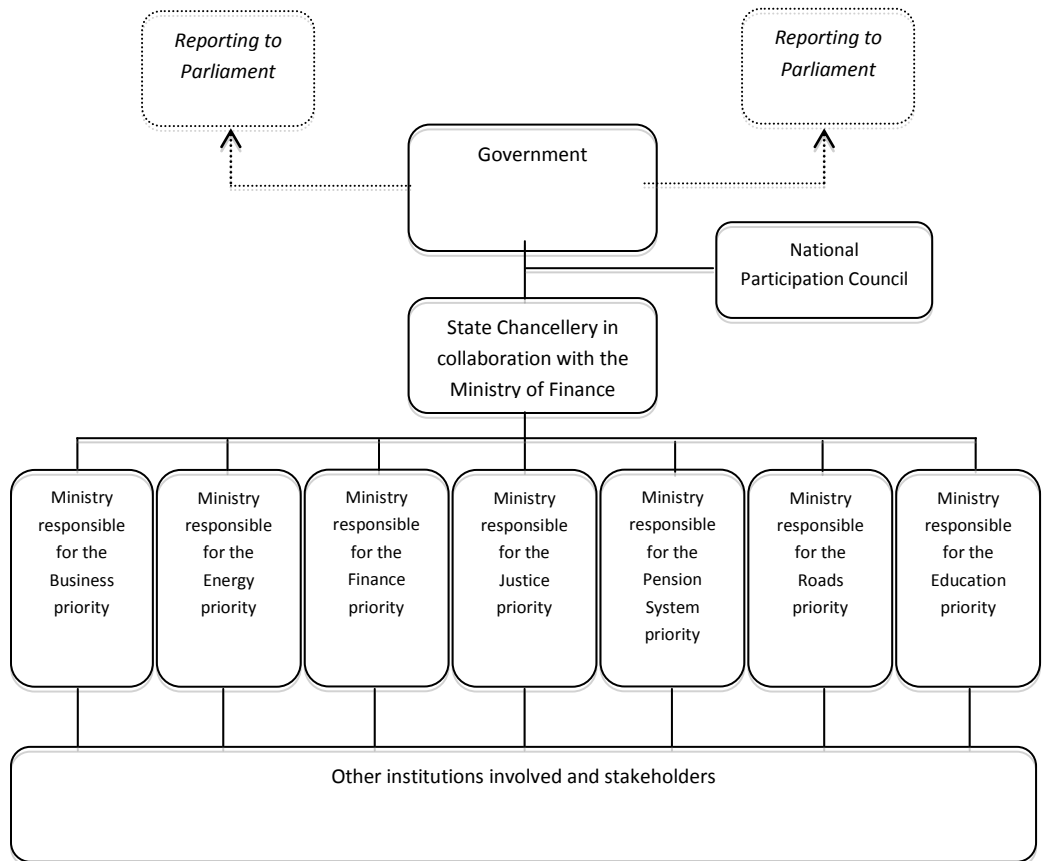 Reporting to
Parliament
Reporting to
Parliament
Government
National
Participation Council
State Chancellery in
collaboration with the
Ministry of Finance
Ministry
responsible
for the
Business
priority
Ministry
responsible
for the
Energy
priority
Ministry
responsible
for the
Finance
priority
Ministry
responsible
for the
Justice
priority
Ministry
responsible
for the
Pension
System
priority
Ministry
responsible
for the
Roads
priority
Ministry
responsible
for the
Education
priority
Other institutions involved and stakeholders